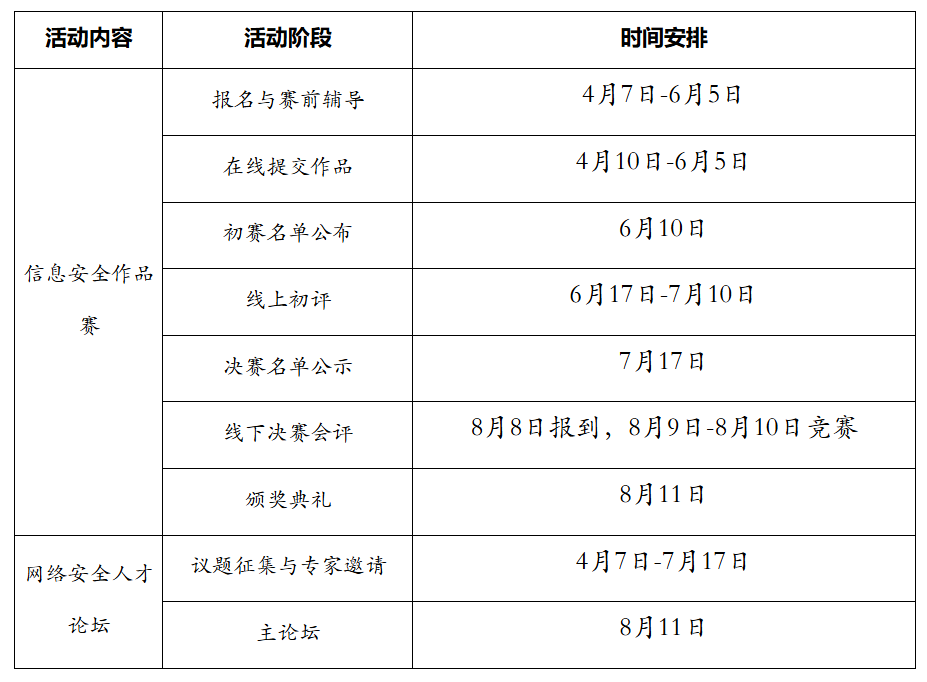 活动内容 活动阶段 时间安排
信息安全作品
赛
报名与赛前辅导 4月7日-6月5日
在线提交作品 4月10日-6月5日
初赛名单公布 6月10日
线上初评 6月17日-7月10日
决赛名单公示 7月17日
线下决赛会评 8月8日报到，8月9日-8月10日竞赛
颁奖典礼 8月11日
网络安全人才
论坛
议题征集与专家邀请 4月7日-7月17日
主论坛 8月11日